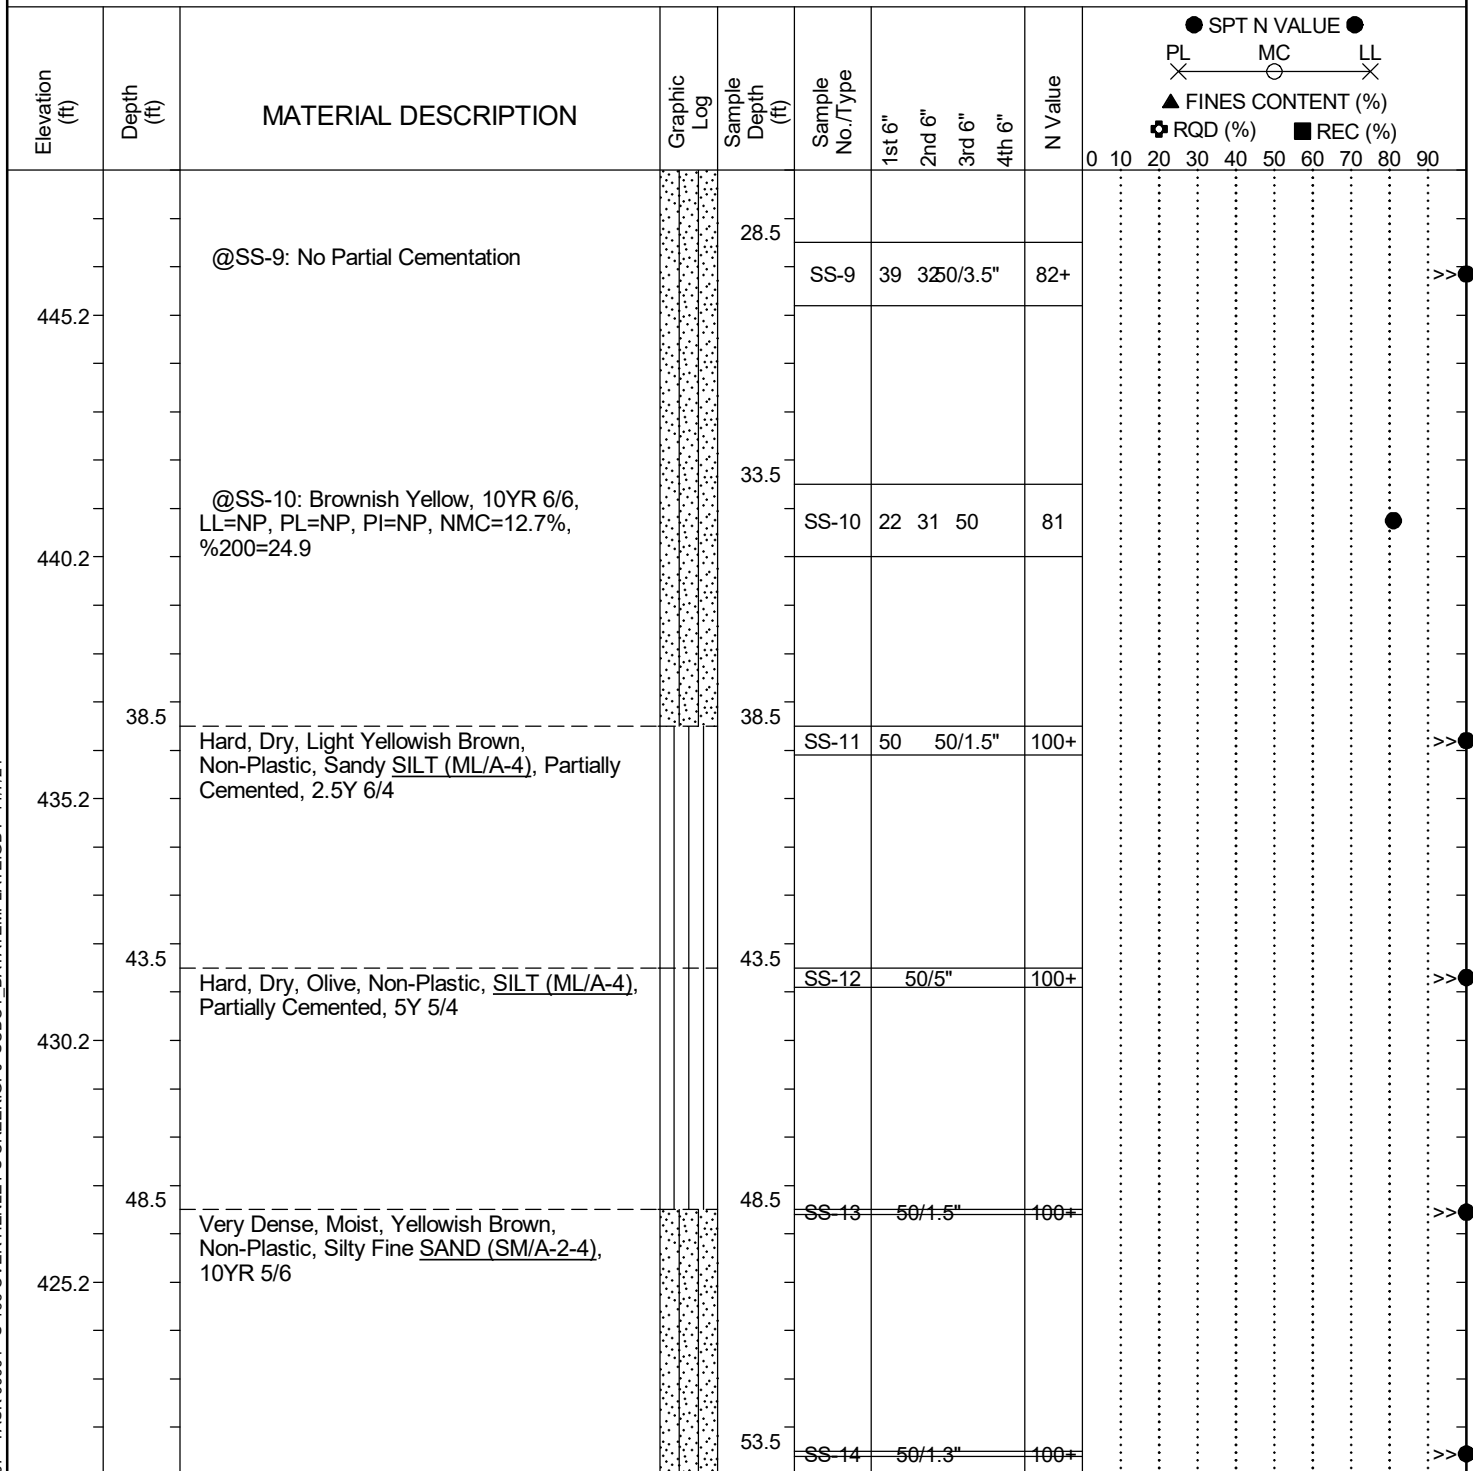 ● SPT N VALUE ●
PL MC LL
▲ FINES CONTENT (%)
RQD (%) ■ REC (%)
0 10 20 30 40 50 60 70 80 90
Elevation (ft)
Depth (ft)
MATERIAL DESCRIPTION
Graphic Log
Sample Depth (ft)
Sample No./Type
1st 6"
2nd 6"
3rd 6"
4th 6"
N Value
28.5
@SS-9: No Partial Cementation
SS-9 39 32 50/3.5" 82+ >>●
445.2
33.5
@SS-10: Brownish Yellow, 10YR 6/6,
LL=NP, PL=NP, PI=NP, NMC=12.7%,
%200=24.9
SS-10 22 31 50 81
440.2
38.5 38.5
Hard, Dry, Light Yellowish Brown,
Non-Plastic, Sandy SILT (ML/A-4), Partially
Cemented, 2.5Y 6/4
SS-11 50 50/1.5" 100+ >>●
435.2
43.5 43.5
Hard, Dry, Olive, Non-Plastic, SILT (ML/A-4),
Partially Cemented, 5Y 5/4
SS-12 50/5" 100+ >>●
430.2
48.5 48.5
SS-13 50/1.5" 100+ >>●
Very Dense, Moist, Yellowish Brown,
Non-Plastic, Silty Fine SAND (SM/A-2-4),
10YR 5/6
425.2
53.5
SS-14 50/1.3" 100+ >>●